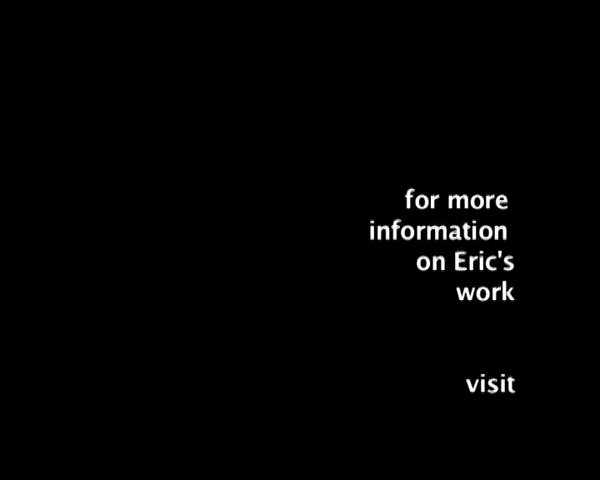 for more
information
on Eric's
work
visit